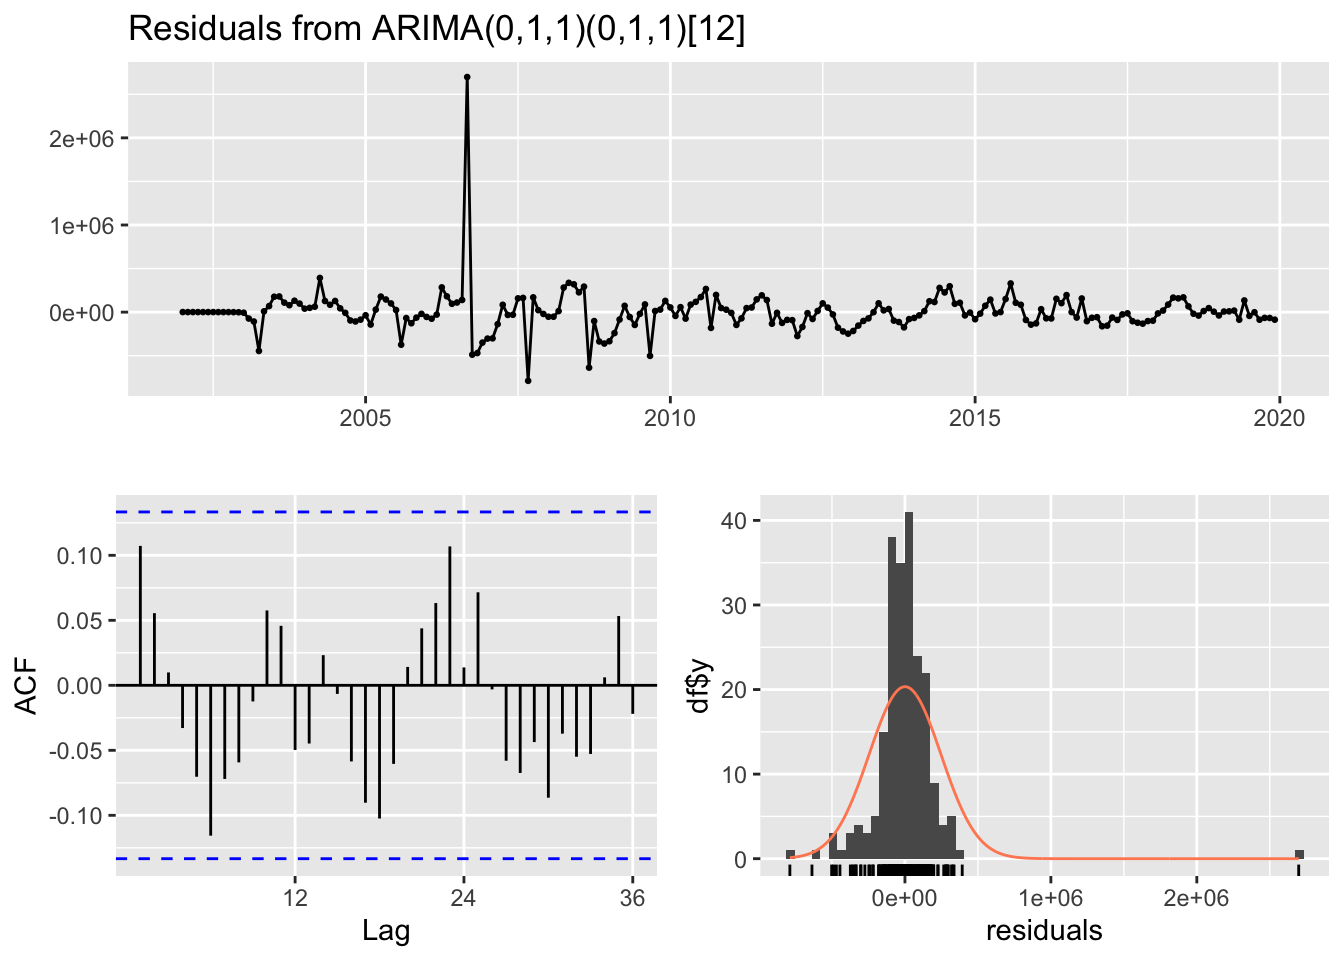 Residuals from ARIMA(0,1,1)(0,1,1)[12]
2e+06
1e+06
0e+00
2005 2010 2015 2020
ACF
0.10
0.05
0.00
-0.05
-0.10
12 24 36
Lag
df$y
40
30
20
10
0
0e+00 1e+06 2e+06
residuals